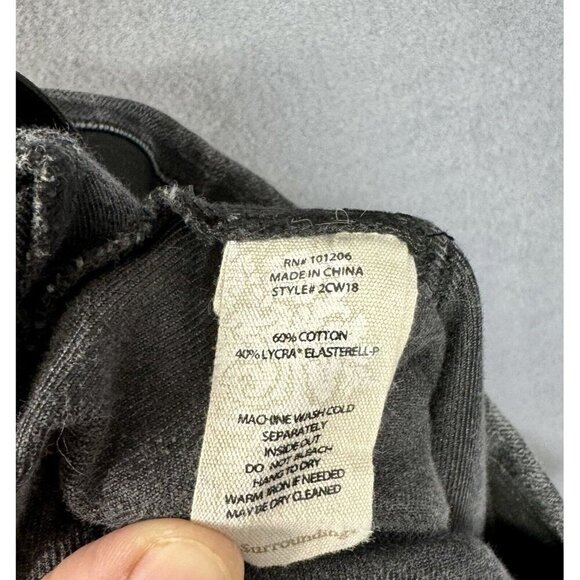 RN# 101206
MADE IN CHINA
STYLE# 2CW18
60% COTTON
40% LYCRA® ELASTERELL-P
MACHINE WASH COLD
SEPARATELY
INSIDE OUT
DO NOT BLEACH
HANG TO DRY
WARM IRON IF NEEDED
MAY BE DRY CLEANED
Surroundings